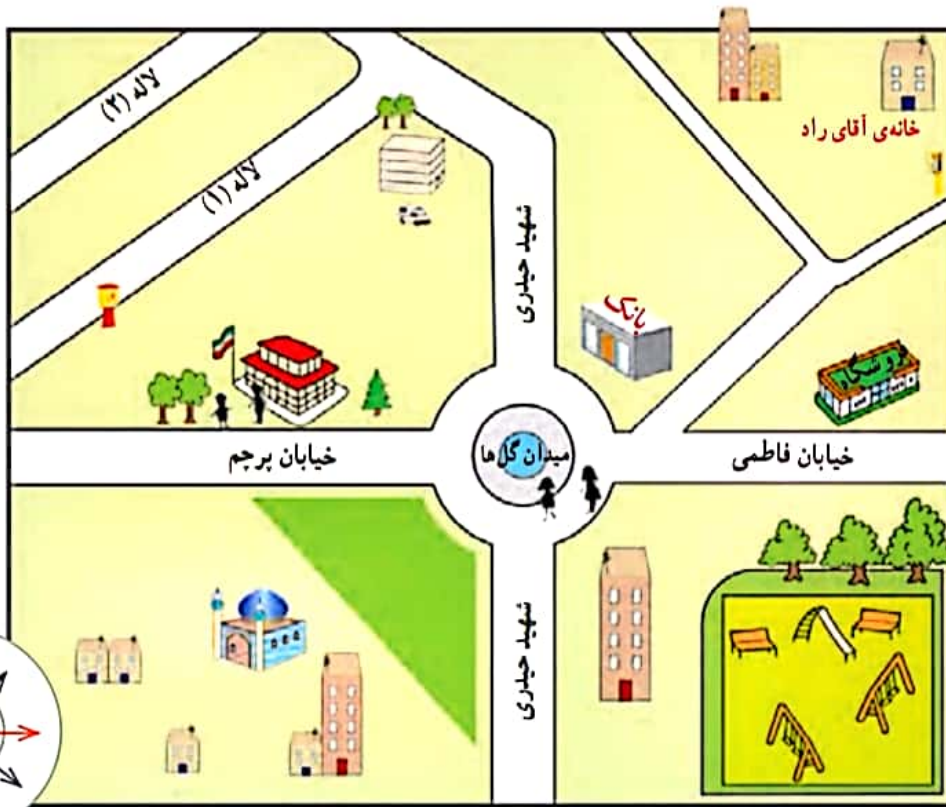 لاله (۲)
لاله (۱)
خانه‌ی آقای راد
شهید حیدری
بانک
فروشگاه
خیابان پرچم
میدان گل‌ها
خیابان فاطمی
شهید حیدری